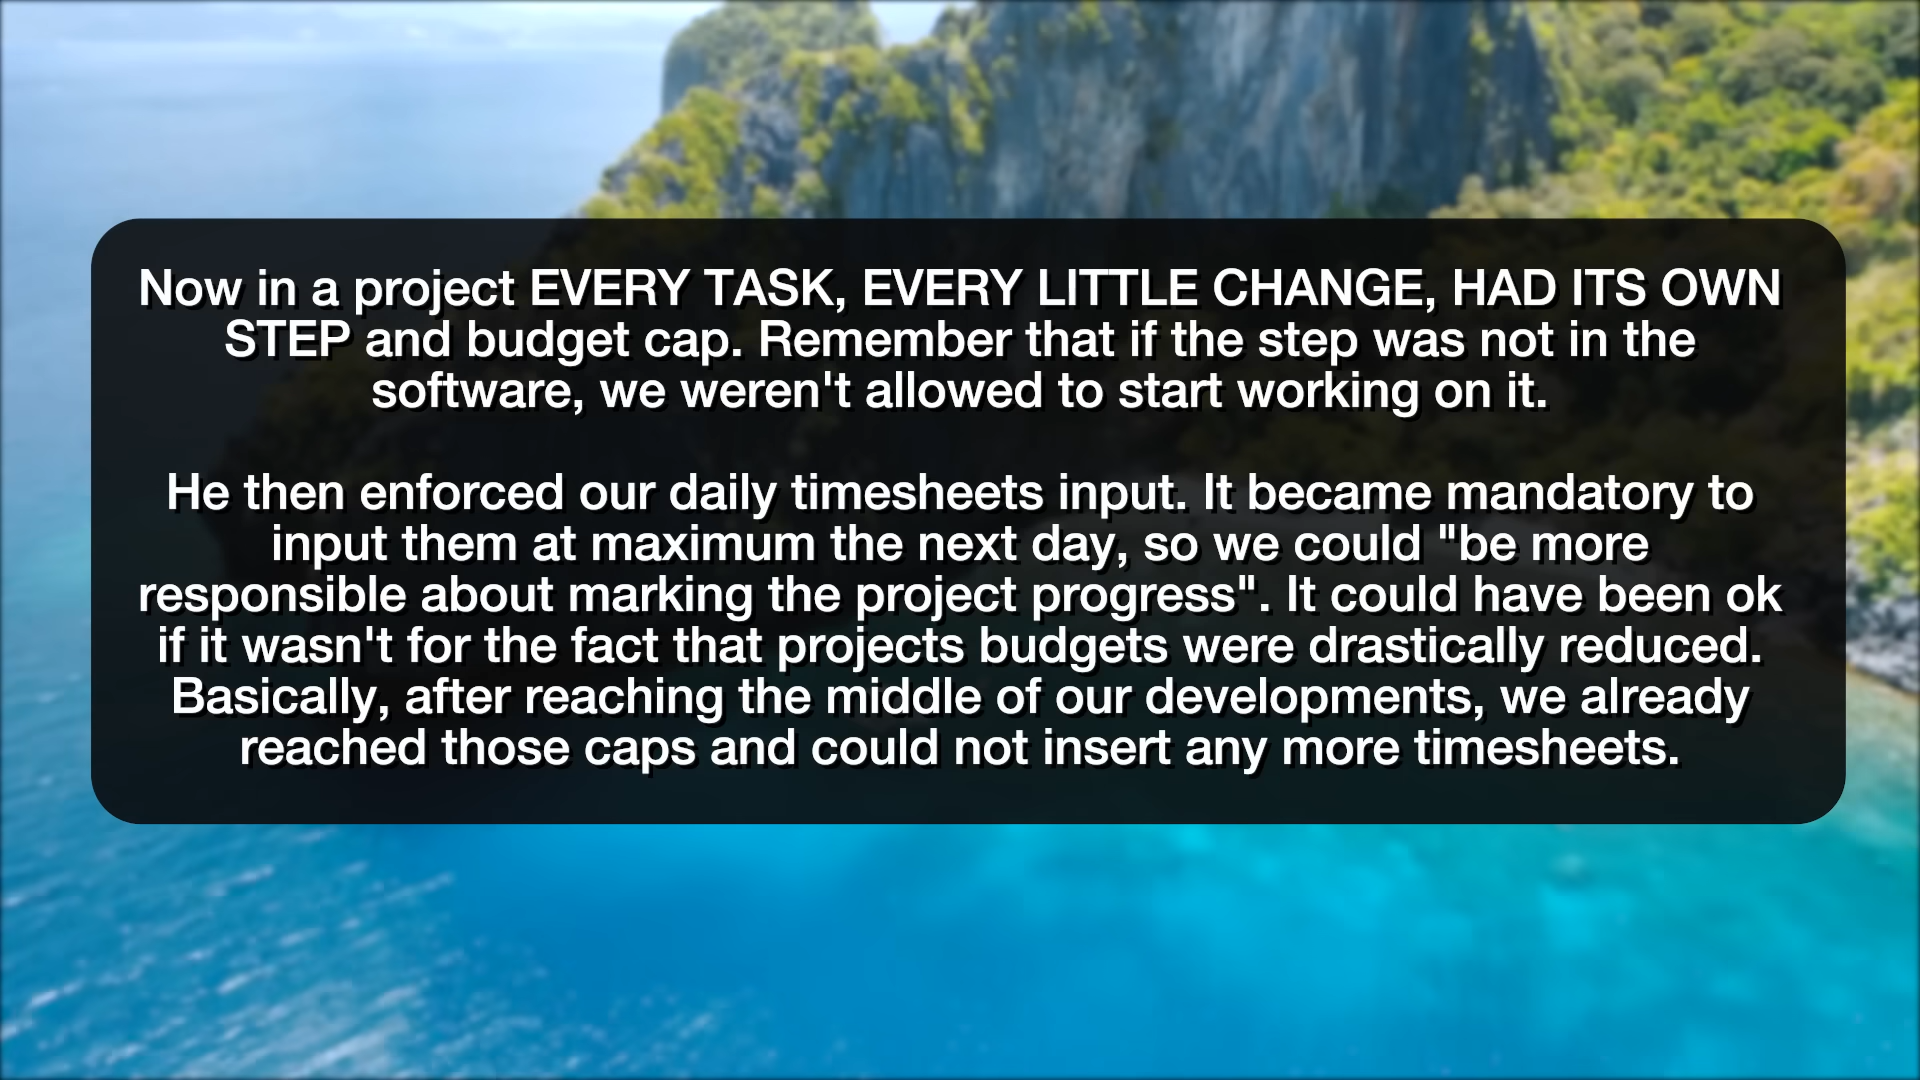 Now in a project EVERY TASK, EVERY LITTLE CHANGE, HAD ITS OWN
STEP and budget cap. Remember that if the step was not in the
software, we weren't allowed to start working on it.
He then enforced our daily timesheets input. It became mandatory to
input them at maximum the next day, so we could "be more
responsible about marking the project progress". It could have been ok
if it wasn't for the fact that projects budgets were drastically reduced.
Basically, after reaching the middle of our developments, we already
reached those caps and could not insert any more timesheets.